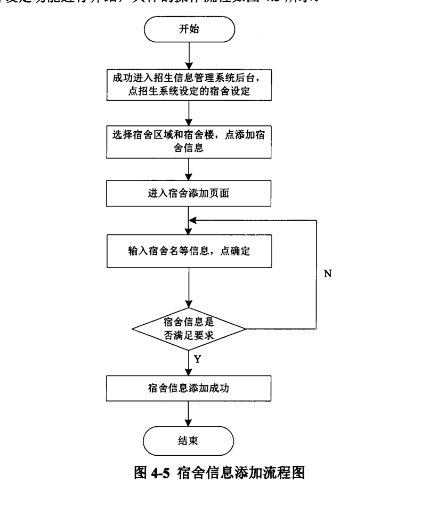 开始
成功进入招生信息管理系统后台,
点招生系统设定的宿舍设定
选择宿舍区域和宿舍楼，点添加宿
舍信息
进入宿舍添加页面
输入宿舍名等信息，点确定
N
宿舍信息是
否满足要求
Y
宿舍信息添加成功
结束
图 4-5 宿舍信息添加流程图